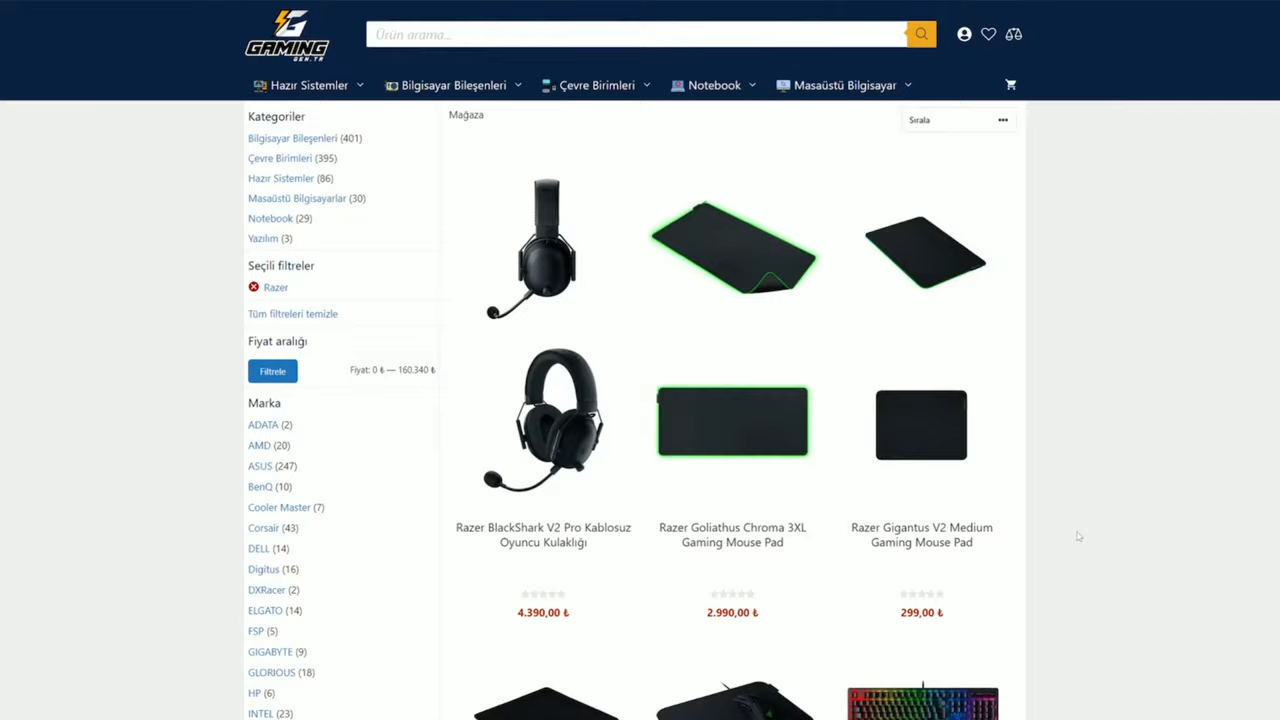 GAMING
GEN.TR
Ürün arama...
Hazır Sistemler
Bilgisayar Bileşenleri
Çevre Birimleri
Notebook
Masaüstü Bilgisayar
Kategoriler
Bilgisayar Bileşenleri (401)
Çevre Birimleri (395)
Hazır Sistemler (86)
Masaüstü Bilgisayarlar (30)
Notebook (29)
Yazılım (3)
Seçili filtreler
Razer
Tüm filtreleri temizle
Fiyat aralığı
Filtrele
Fiyat: 0 ₺ — 160.340 ₺
Marka
ADATA (2)
AMD (20)
ASUS (247)
BenQ (10)
Cooler Master (7)
Corsair (43)
DELL (14)
Digitus (16)
DXRacer (2)
ELGATO (14)
FSP (5)
GIGABYTE (9)
GLORIOUS (18)
HP (6)
INTEL (23)
Mağaza
Sırala
Razer BlackShark V2 Pro Kablosuz
Oyuncu Kulaklığı
4.390,00 ₺
Razer Goliathus Chroma 3XL
Gaming Mouse Pad
2.990,00 ₺
Razer Gigantus V2 Medium
Gaming Mouse Pad
299,00 ₺